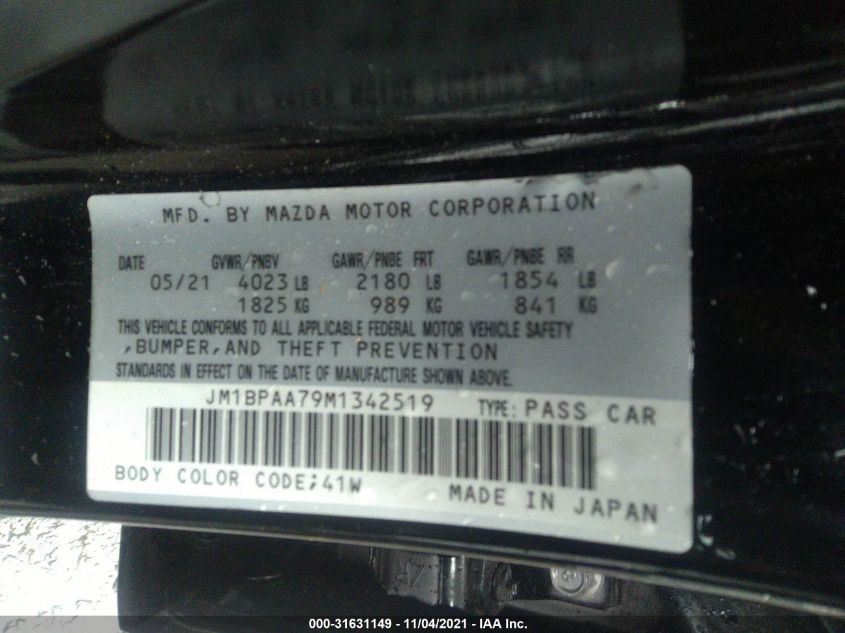 MFD. BY MAZDA MOTOR CORPORATION
DATE GVWR/PNBV GAWR/PNBE FRT GAWR/PNBE RR
05/21 4023 LB 2180 LB 1854 LB
1825 KG 989 KG 841 KG
THIS VEHICLE CONFORMS TO ALL APPLICABLE FEDERAL MOTOR VEHICLE SAFETY
,BUMPER,AND THEFT PREVENTION
STANDARDS IN EFFECT ON THE DATE OF MANUFACTURE SHOWN ABOVE.
JM1BPAA79M1342519 TYPE: PASS CAR
BODY COLOR CODE;41W
MADE IN JAPAN
000-31631149 - 11/04/2021 - IAA Inc.